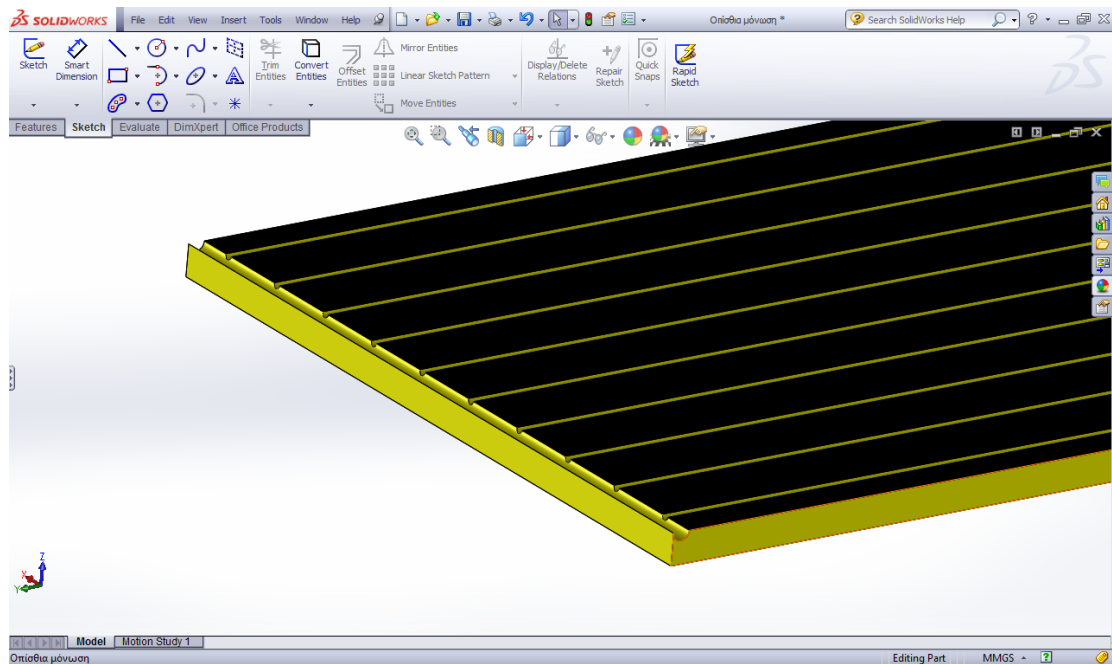 SOLIDWORKS File Edit View Insert Tools Window Help Οπίσθια μόνωση * Search SolidWorks Help
Sketch Smart Dimension Trim Entities Convert Entities Offset Entities Mirror Entities Linear Sketch Pattern Move Entities Display/Delete Relations Repair Sketch Quick Snaps Rapid Sketch
Features Sketch Evaluate DimXpert Office Products
Z
X
Y
Model Motion Study 1
Οπίσθια μόνωση Editing Part MMGS